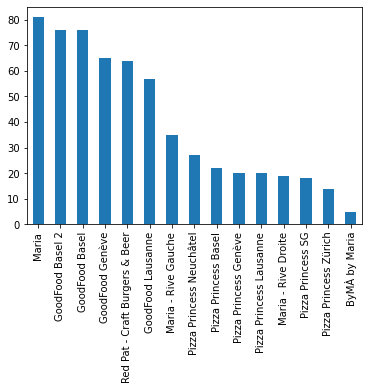 80
70
60
50
40
30
20
10
0
Maria
GoodFood Basel 2
GoodFood Basel
GoodFood Genève
Red Pat - Craft Burgers & Beer
GoodFood Lausanne
Maria - Rive Gauche
Pizza Princess Neuchâtel
Pizza Princess Basel
Pizza Princess Genève
Pizza Princess Lausanne
Maria - Rive Droite
Pizza Princess SG
Pizza Princess Zürich
ByMÀ by Maria